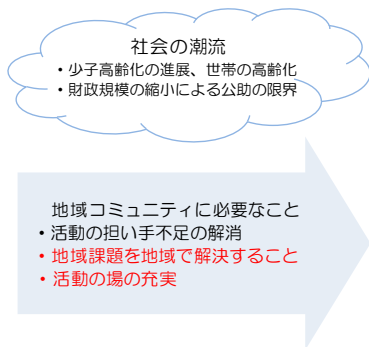 社会の潮流
・少子高齢化の進展、世帯の高齢化
・財政規模の縮小による公助の限界
地域コミュニティに必要なこと
・活動の担い手不足の解消
・地域課題を地域で解決すること
・活動の場の充実